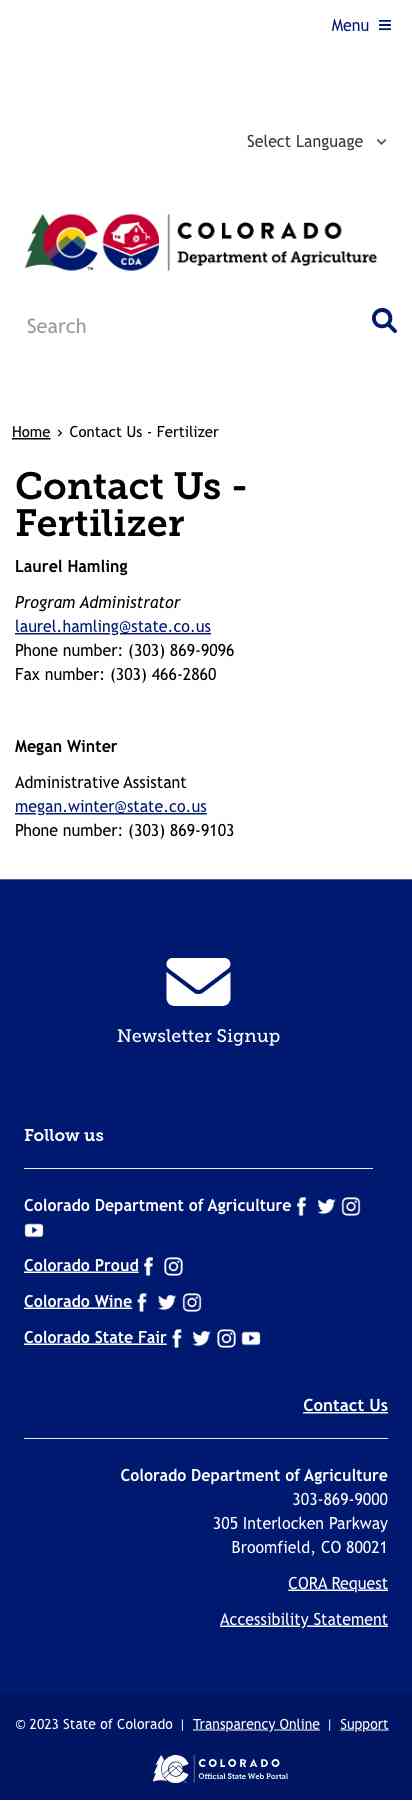 Menu
Select Language
CDA
COLORADO
Department of Agriculture
™
Search
Home › Contact Us - Fertilizer
Contact Us -
Fertilizer
Laurel Hamling
Program Administrator
laurel.hamling@state.co.us
Phone number: (303) 869-9096
Fax number: (303) 466-2860
Megan Winter
Administrative Assistant
megan.winter@state.co.us
Phone number: (303) 869-9103
Newsletter Signup
Follow us
Colorado Department of Agriculture
Colorado Proud
Colorado Wine
Colorado State Fair
Contact Us
Colorado Department of Agriculture
303-869-9000
305 Interlocken Parkway
Broomfield, CO 80021
CORA Request
Accessibility Statement
© 2023 State of Colorado | Transparency Online | Support
COLORADO
Official State Web Portal